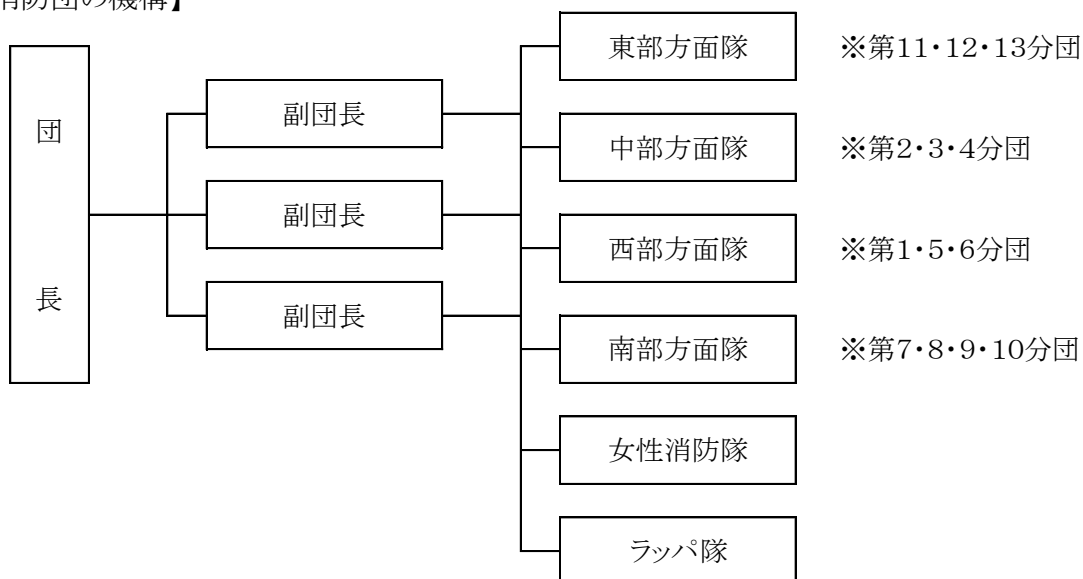 消防団の機構】
団長
副団長
副団長
副団長
東部方面隊 ※第11・12・13分団
中部方面隊 ※第2・3・4分団
西部方面隊 ※第1・5・6分団
南部方面隊 ※第7・8・9・10分団
女性消防隊
ラッパ隊